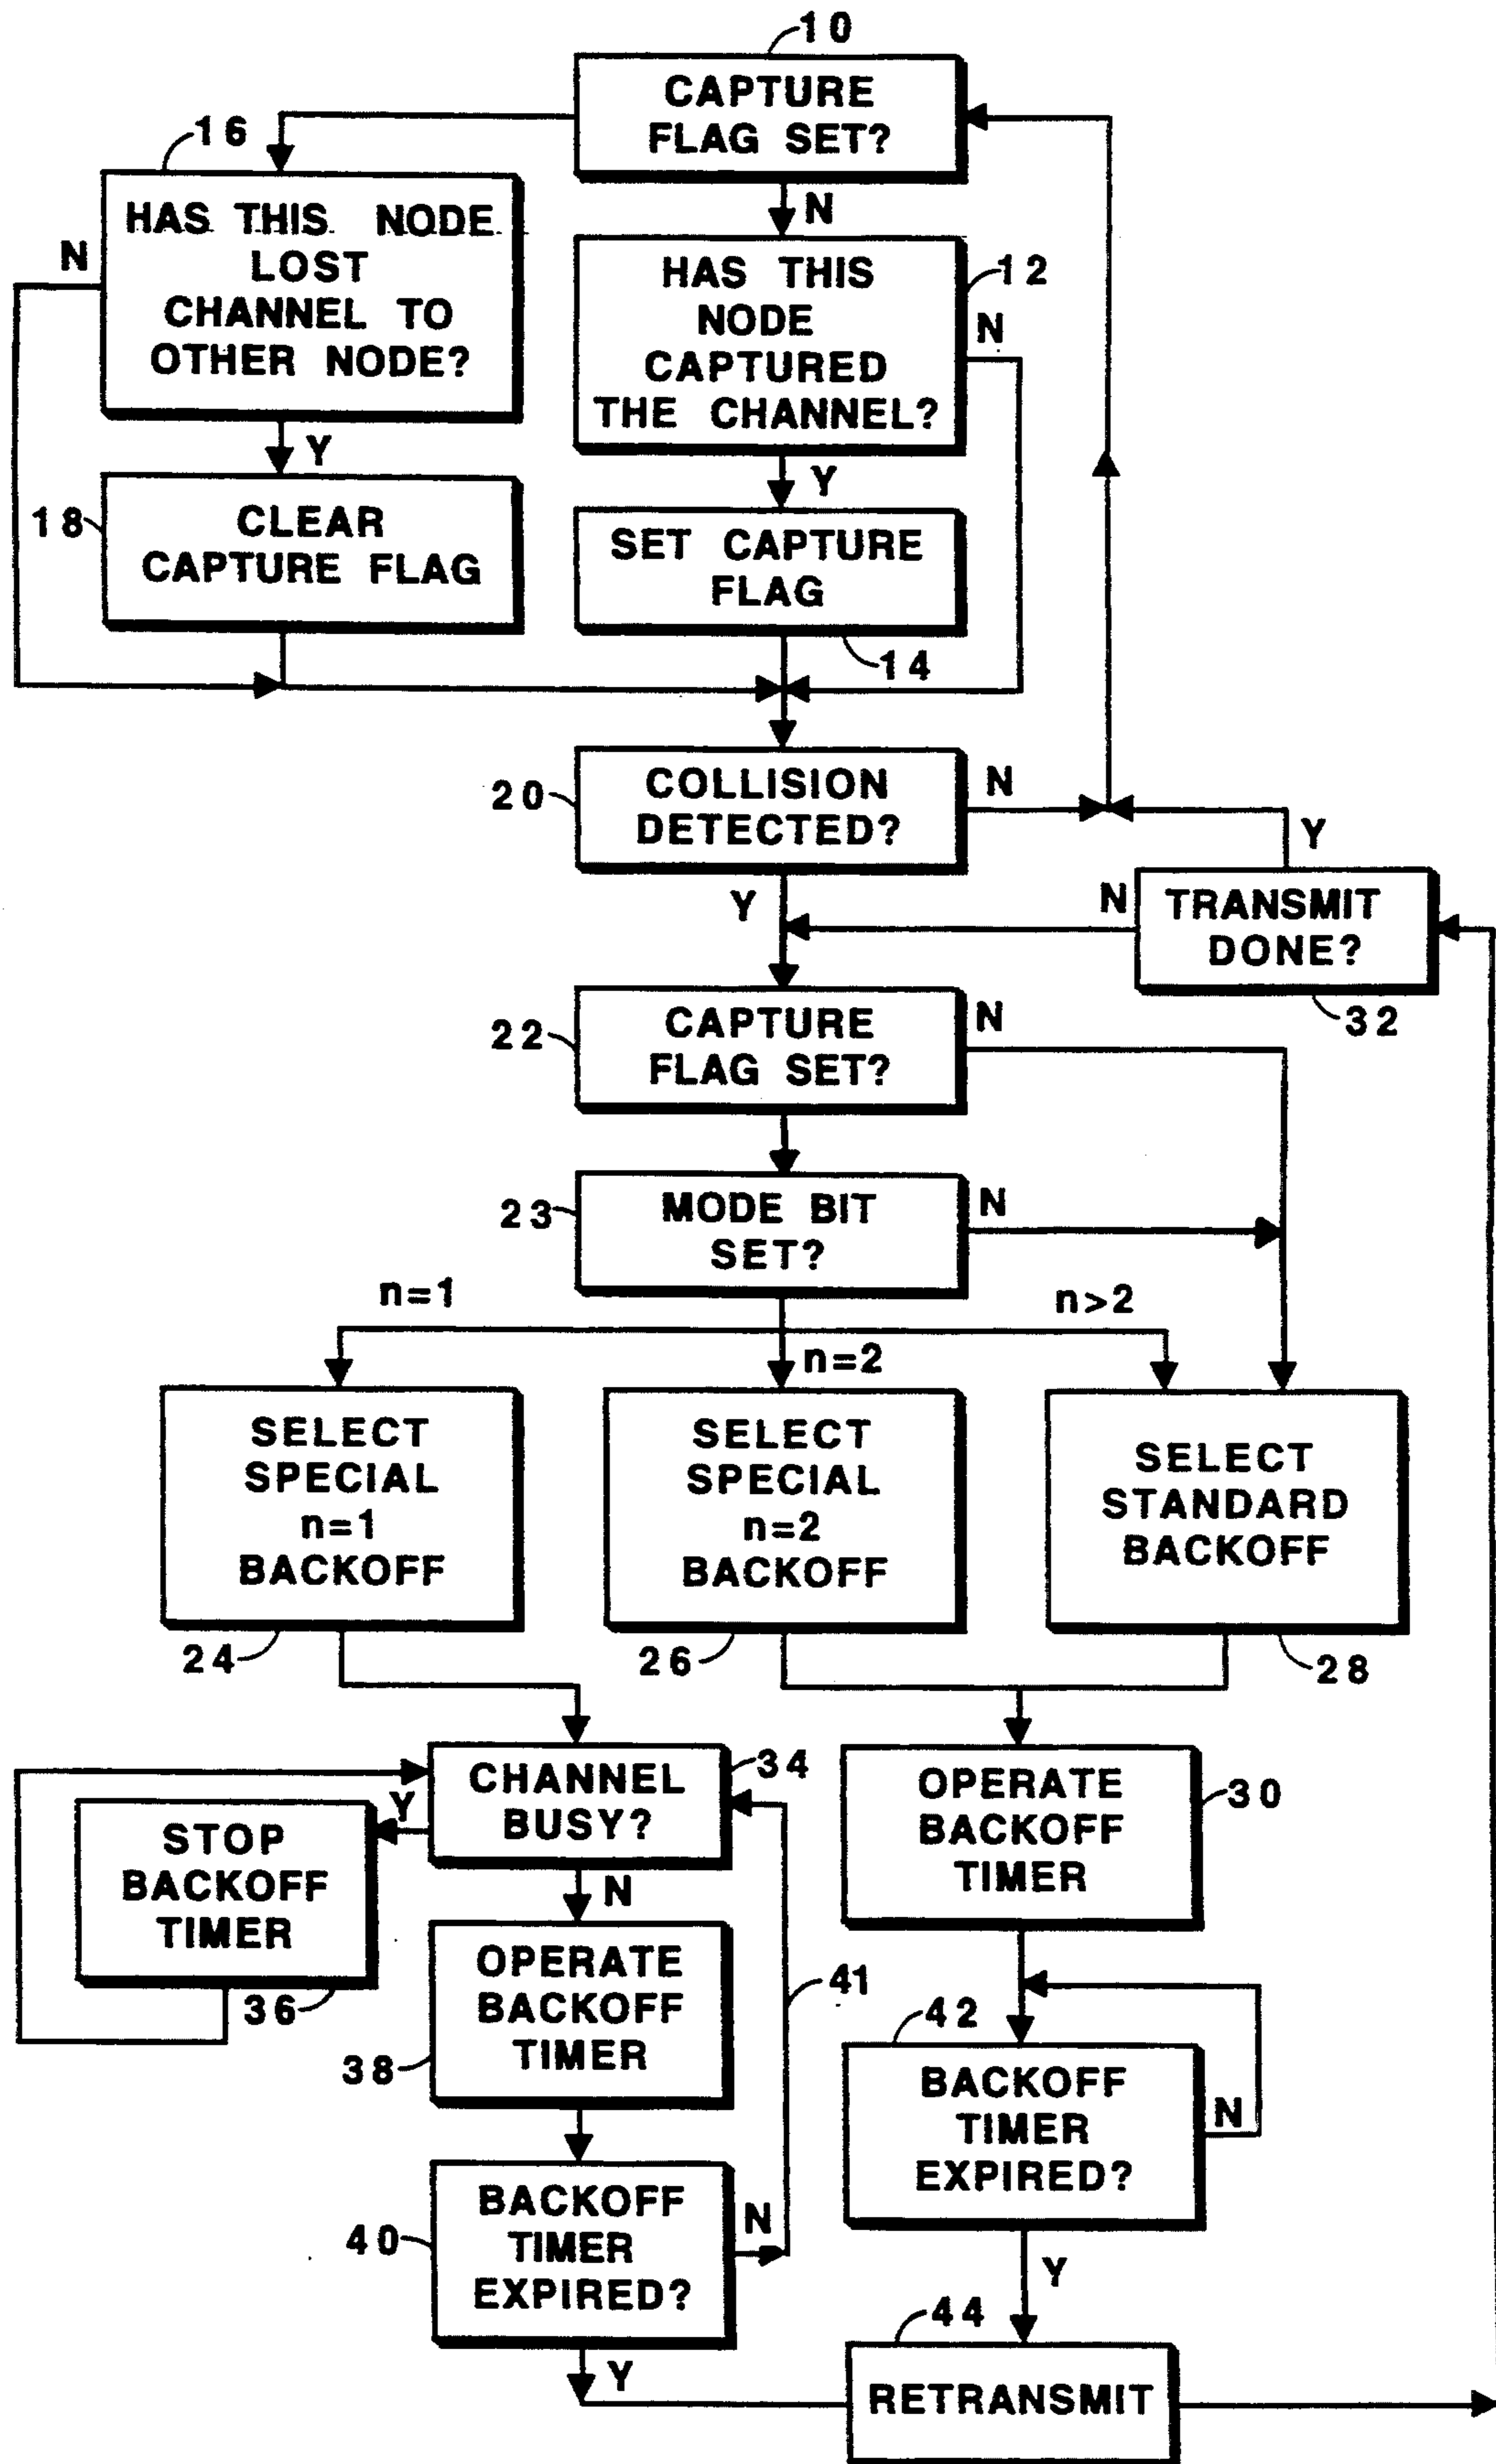 10
CAPTURE
FLAG SET?
16
HAS THIS NODE
LOST
CHANNEL TO
OTHER NODE?
N
N
HAS THIS
NODE
CAPTURED
THE CHANNEL?
12
N
Y
Y
18
CLEAR
CAPTURE FLAG
SET CAPTURE
FLAG
14
20
COLLISION
DETECTED?
N
Y
Y
N
TRANSMIT
DONE?
32
22
CAPTURE
FLAG SET?
N
23
MODE BIT
SET?
N
n=1
n=2
n>2
SELECT
SPECIAL
n=1
BACKOFF
24
SELECT
SPECIAL
n=2
BACKOFF
26
SELECT
STANDARD
BACKOFF
28
CHANNEL
BUSY?
34
Y
STOP
BACKOFF
TIMER
36
N
OPERATE
BACKOFF
TIMER
38
41
OPERATE
BACKOFF
TIMER
30
42
BACKOFF
TIMER
EXPIRED?
N
40
BACKOFF
TIMER
EXPIRED?
N
Y
Y
44
RETRANSMIT